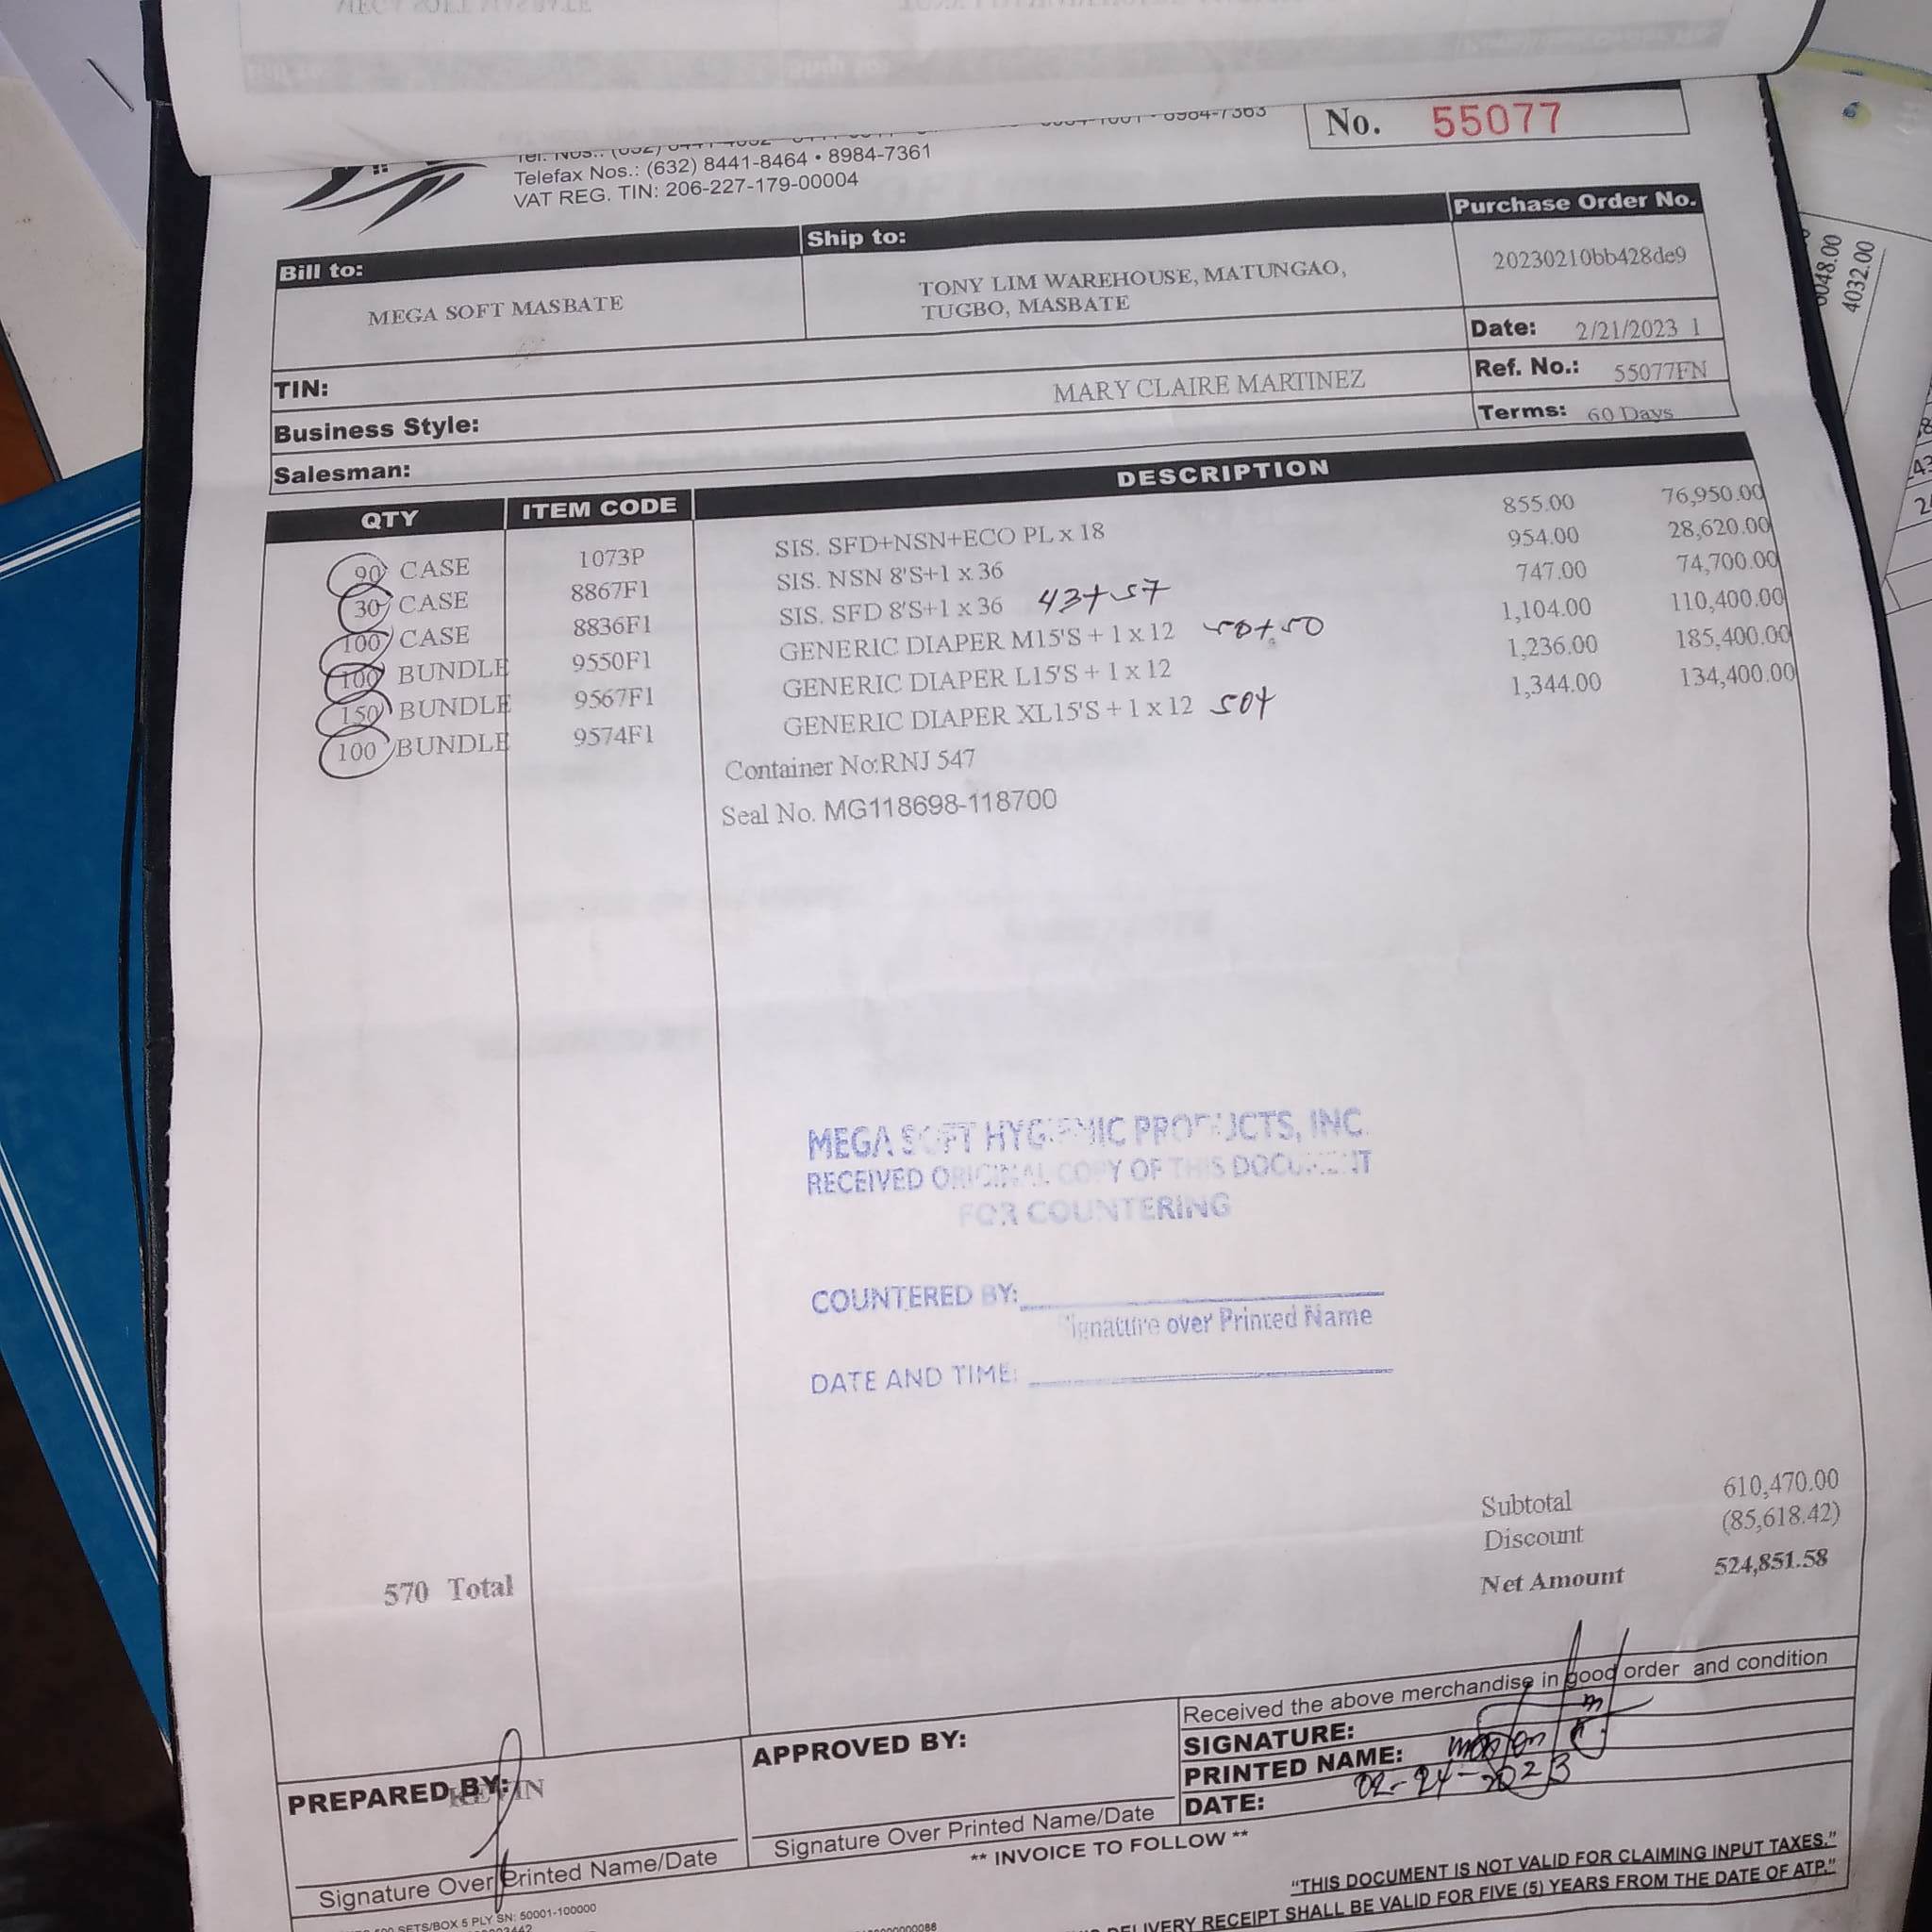 No. 55077
8984-7363
Telefax Nos.: (632) 8441-8464 • 8984-7361
VAT REG. TIN: 206-227-179-00004
Bill to:
MEGA SOFT MASBATE
Ship to:
TONY LIM WAREHOUSE, MATUNGAO,
TUGBO, MASBATE
Purchase Order No.
20230210bb428de9
Date: 2/21/2023 1
TIN:
Ref. No.: 55077FN
Business Style:
MARY CLAIRE MARTINEZ
Terms: 60 Days
Salesman:
QTY ITEM CODE DESCRIPTION
90 CASE 1073P SIS. SFD+NSN+ECO PL x 18 855.00 76,950.00
30 CASE 8867F1 SIS. NSN 8'S+1 x 36 954.00 28,620.00
100 CASE 8836F1 SIS. SFD 8'S+1 x 36 43+57 747.00 74,700.00
100 BUNDLE 9550F1 GENERIC DIAPER M15'S + 1 x 12 50+50 1,104.00 110,400.00
150 BUNDLE 9567F1 GENERIC DIAPER L15'S + 1 x 12 1,236.00 185,400.00
100 BUNDLE 9574F1 GENERIC DIAPER XL15'S + 1 x 12 1,344.00 134,400.00
Container No:RNJ 547
Seal No. MG118698-118700
MEGA SOFT HYGIENIC PRODUCTS, INC.
RECEIVED ORIGINAL COPY OF THIS DOCUMENT
FOR COUNTERING
COUNTERED BY:
Signature over Printed Name
DATE AND TIME:
Subtotal 610,470.00
Discount (85,618.42)
570 Total
Net Amount 524,851.58
Received the above merchandise in good order and condition
SIGNATURE:
PRINTED NAME:
DATE: 02-24-2023
PREPARED BY:
KEVIN
Signature Over Printed Name/Date
APPROVED BY:
Signature Over Printed Name/Date
** INVOICE TO FOLLOW **
"THIS DOCUMENT IS NOT VALID FOR CLAIMING INPUT TAXES."
DELIVERY RECEIPT SHALL BE VALID FOR FIVE (5) YEARS FROM THE DATE OF ATP."
SETS/BOX 5 PLY SN: 50001-100000
4032.00